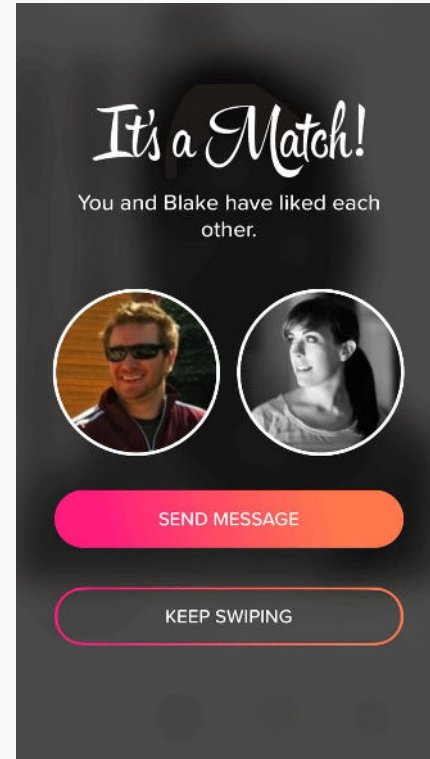 It's a Match!
You and Blake have liked each
other.
SEND MESSAGE
KEEP SWIPING